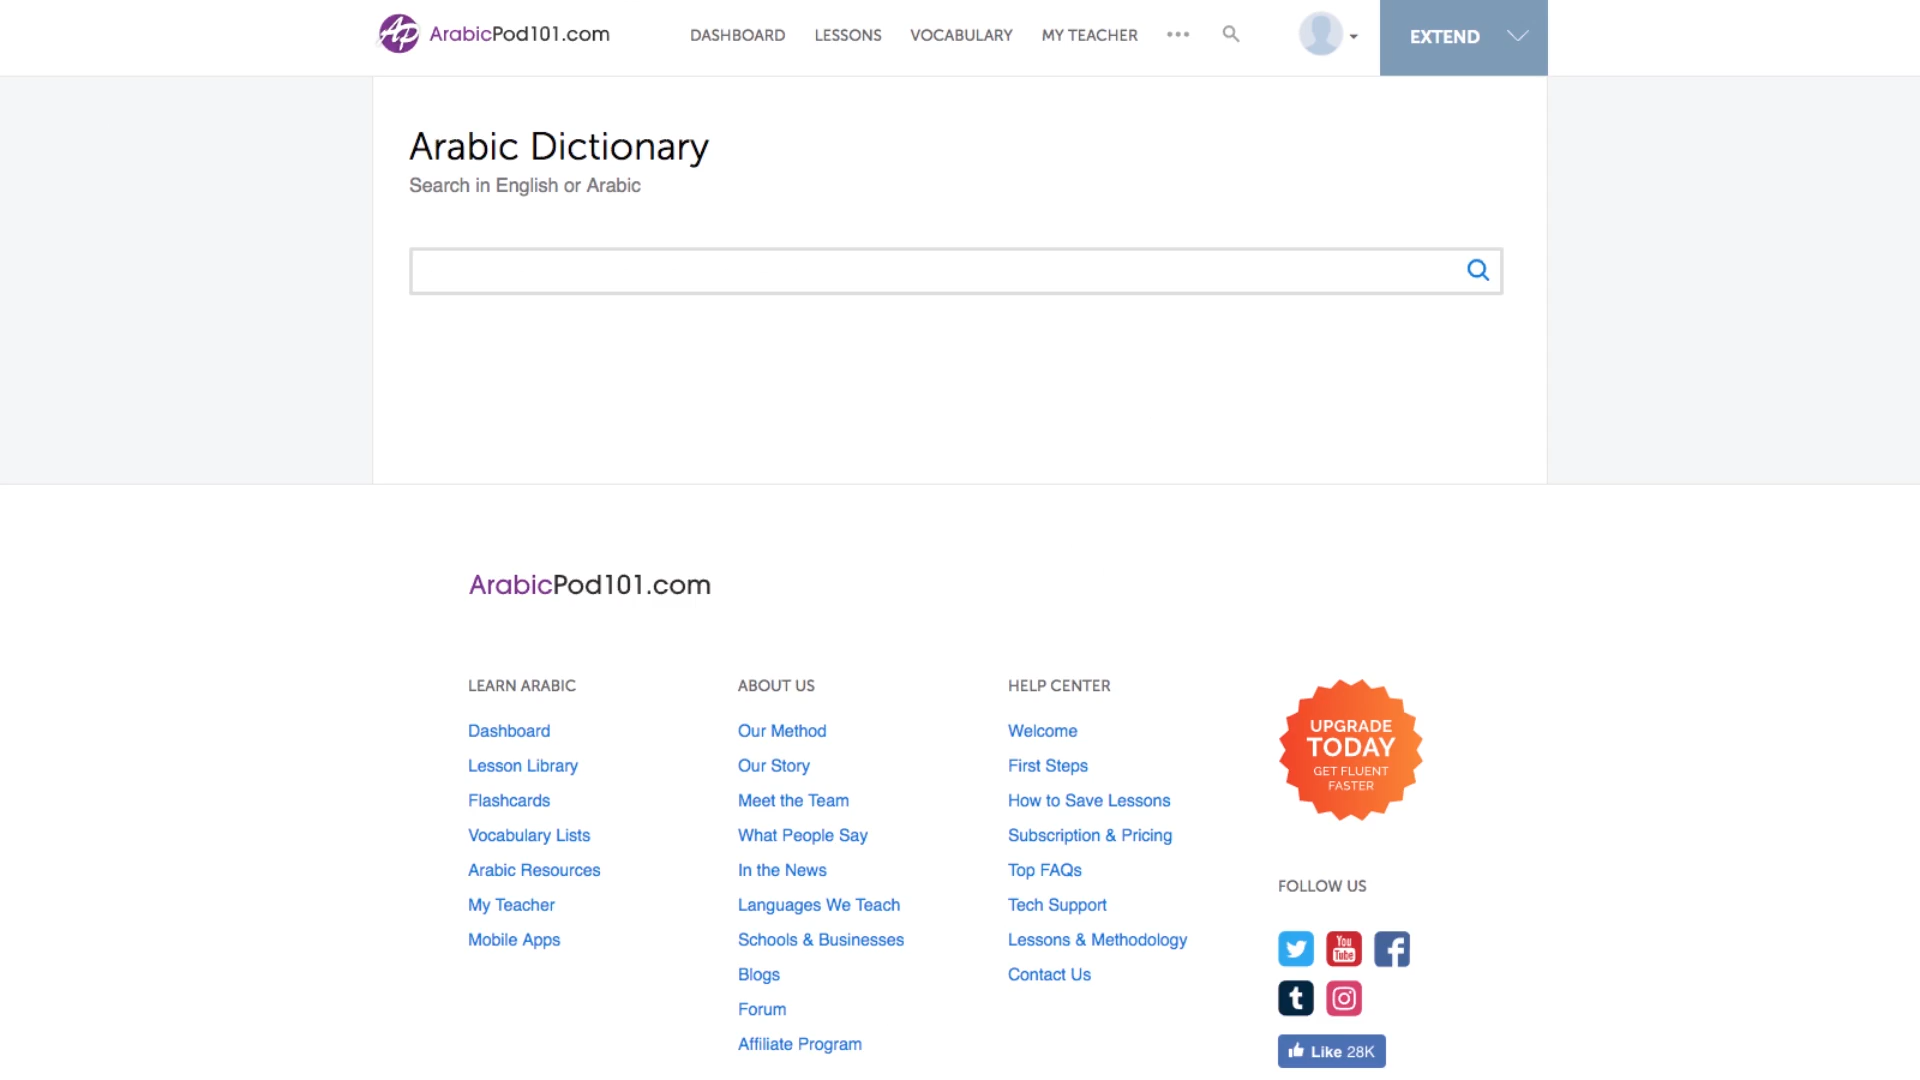 ArabicPod101.com
DASHBOARD
LESSONS
VOCABULARY
MY TEACHER
EXTEND
Arabic Dictionary
Search in English or Arabic
ArabicPod101.com
LEARN ARABIC
Dashboard
Lesson Library
Flashcards
Vocabulary Lists
Arabic Resources
My Teacher
Mobile Apps
ABOUT US
Our Method
Our Story
Meet the Team
What People Say
In the News
Languages We Teach
Schools & Businesses
Blogs
Forum
Affiliate Program
HELP CENTER
Welcome
First Steps
How to Save Lessons
Subscription & Pricing
Top FAQs
Tech Support
Lessons & Methodology
Contact Us
UPGRADE
TODAY
GET FLUENT
FASTER
FOLLOW US
You
Tube
Like 28K